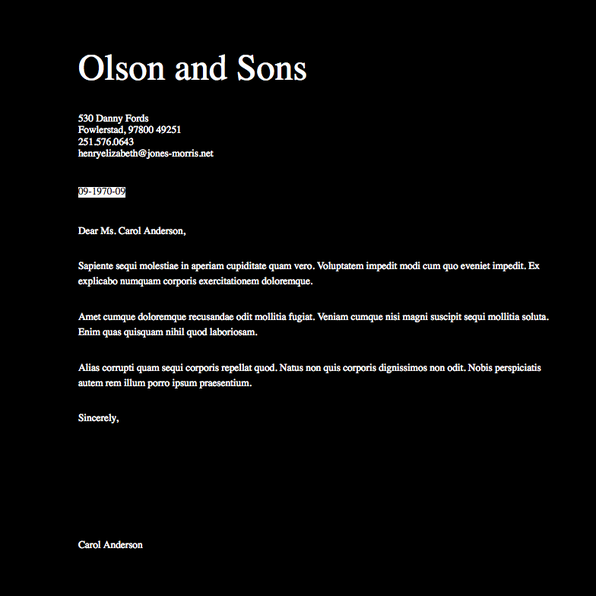 Olson and Sons
530 Danny Fords
Fowlerstad, 97800 49251
251.576.0643
henryelizabeth@jones-morris.net
09-1970-09
Dear Ms. Carol Anderson,
Sapiente sequi molestiae in aperiam cupiditate quam vero. Voluptatem impedit modi cum quo eveniet impedit. Ex
explicabo numquam corporis exercitationem doloremque.
Amet cumque doloremque recusandae odit mollitia fugiat. Veniam cumque nisi magni suscipit sequi mollitia soluta.
Enim quas quisquam nihil quod laboriosam.
Alias corrupti quam sequi corporis repellat quod. Natus non quis corporis dignissimos non odit. Nobis perspiciatis
autem rem illum porro ipsum praesentium.
Sincerely,
Carol Anderson